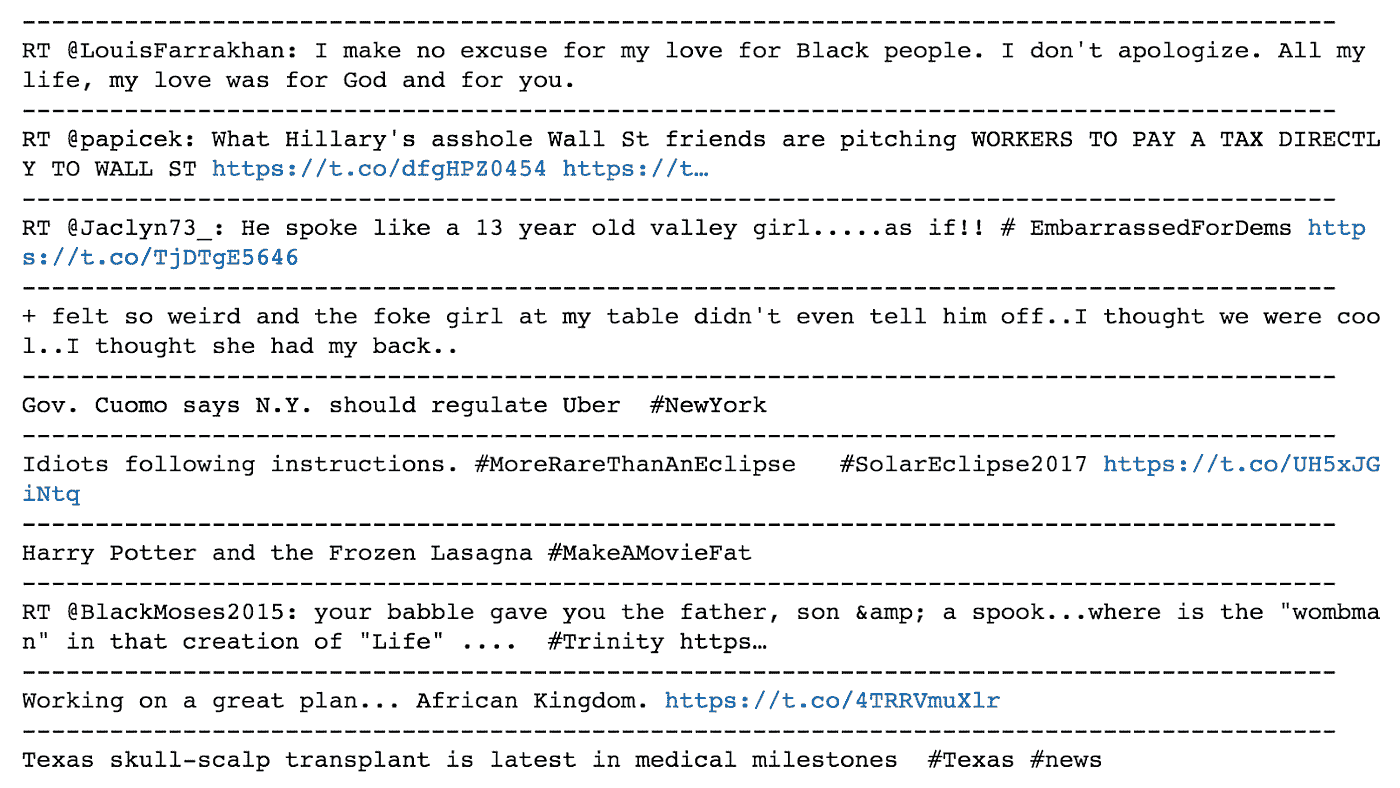 ------------------------------------------------------------------------------------------
RT @LouisFarrakhan: I make no excuse for my love for Black people. I don't apologize. All my
life, my love was for God and for you.
------------------------------------------------------------------------------------------
RT @papicek: What Hillary's asshole Wall St friends are pitching WORKERS TO PAY A TAX DIRECTL
Y TO WALL ST https://t.co/dfgHPZ0454 https://t…
------------------------------------------------------------------------------------------
RT @Jaclyn73_: He spoke like a 13 year old valley girl.....as if!! # EmbarrassedForDems http
s://t.co/TjDTgE5646
------------------------------------------------------------------------------------------
+ felt so weird and the foke girl at my table didn't even tell him off..I thought we were coo
l..I thought she had my back..
------------------------------------------------------------------------------------------
Gov. Cuomo says N.Y. should regulate Uber  #NewYork
------------------------------------------------------------------------------------------
Idiots following instructions. #MoreRareThanAnEclipse   #SolarEclipse2017 https://t.co/UH5xJG
iNtq
------------------------------------------------------------------------------------------
Harry Potter and the Frozen Lasagna #MakeAMovieFat
------------------------------------------------------------------------------------------
RT @BlackMoses2015: your babble gave you the father, son &amp; a spook...where is the "wombma
n" in that creation of "Life" ....  #Trinity https…
------------------------------------------------------------------------------------------
Working on a great plan... African Kingdom. https://t.co/4TRRVmuXlr
------------------------------------------------------------------------------------------
Texas skull-scalp transplant is latest in medical milestones  #Texas #news